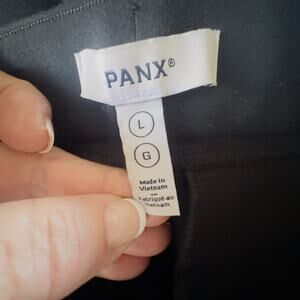 PANX®
L
G
Made in
Vietnam
Fabriqué au
Vietnam